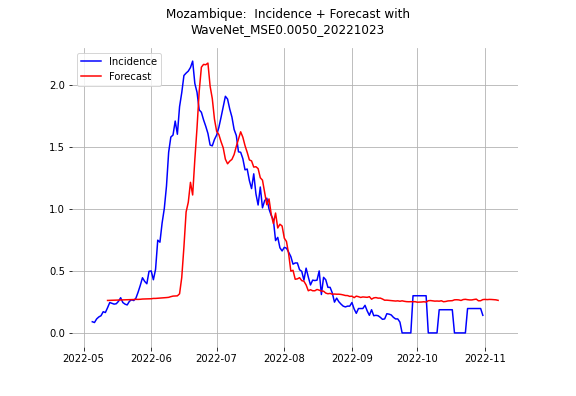 Mozambique:  Incidence + Forecast with
WaveNet_MSE0.0050_20221023
Incidence
Forecast
2.0
1.5
1.0
0.5
0.0
2022-05 2022-06 2022-07 2022-08 2022-09 2022-10 2022-11